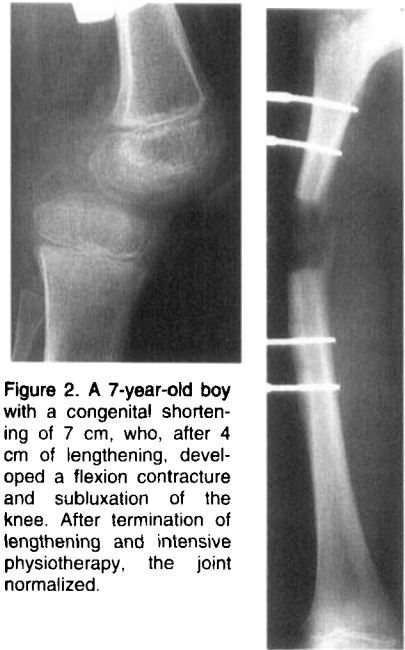 Figure 2. A 7-year-old boy
with a congenital shorten-
ing of 7 cm, who, after 4
cm of lengthening, devel-
oped a flexion contracture
and subluxation of the
knee. After termination of
lengthening and intensive
physiotherapy, the joint
normalized.